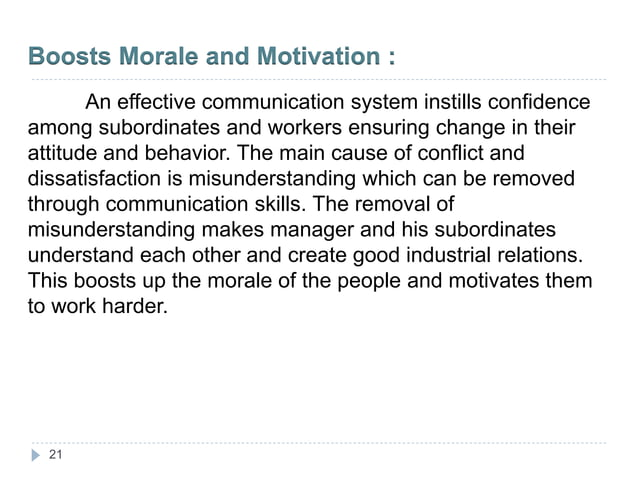 Boosts Morale and Motivation :
An effective communication system instills confidence
among subordinates and workers ensuring change in their
attitude and behavior. The main cause of conflict and
dissatisfaction is misunderstanding which can be removed
through communication skills. The removal of
misunderstanding makes manager and his subordinates
understand each other and create good industrial relations.
This boosts up the morale of the people and motivates them
to work harder.
21